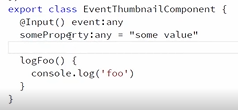 export class EventThumbnailComponent {
@Input() event:any
someProperty:any = "some value"
logFoo() {
console.log('foo')
}
}